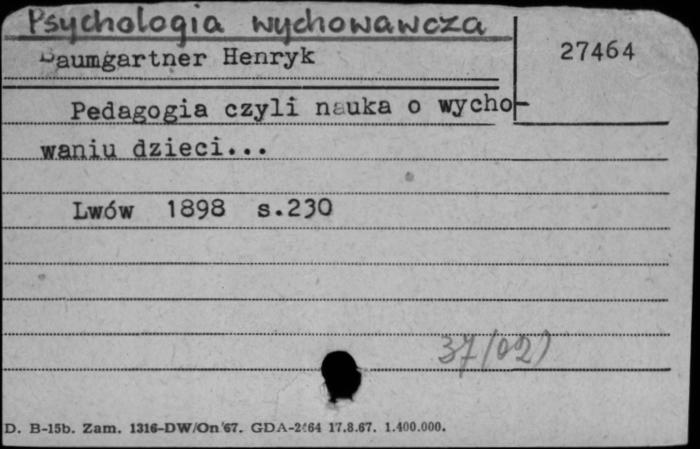 Psychologia wychowawcza
Baumgartner Henryk
27464
Pedagogia czyli nauka o wycho-
waniu dzieci...
Lwów 1898 s.230
37/02)
D. B-15b. Zam. 1316-DW/On 67. GDA-2464 17.8.67. 1.400.000.